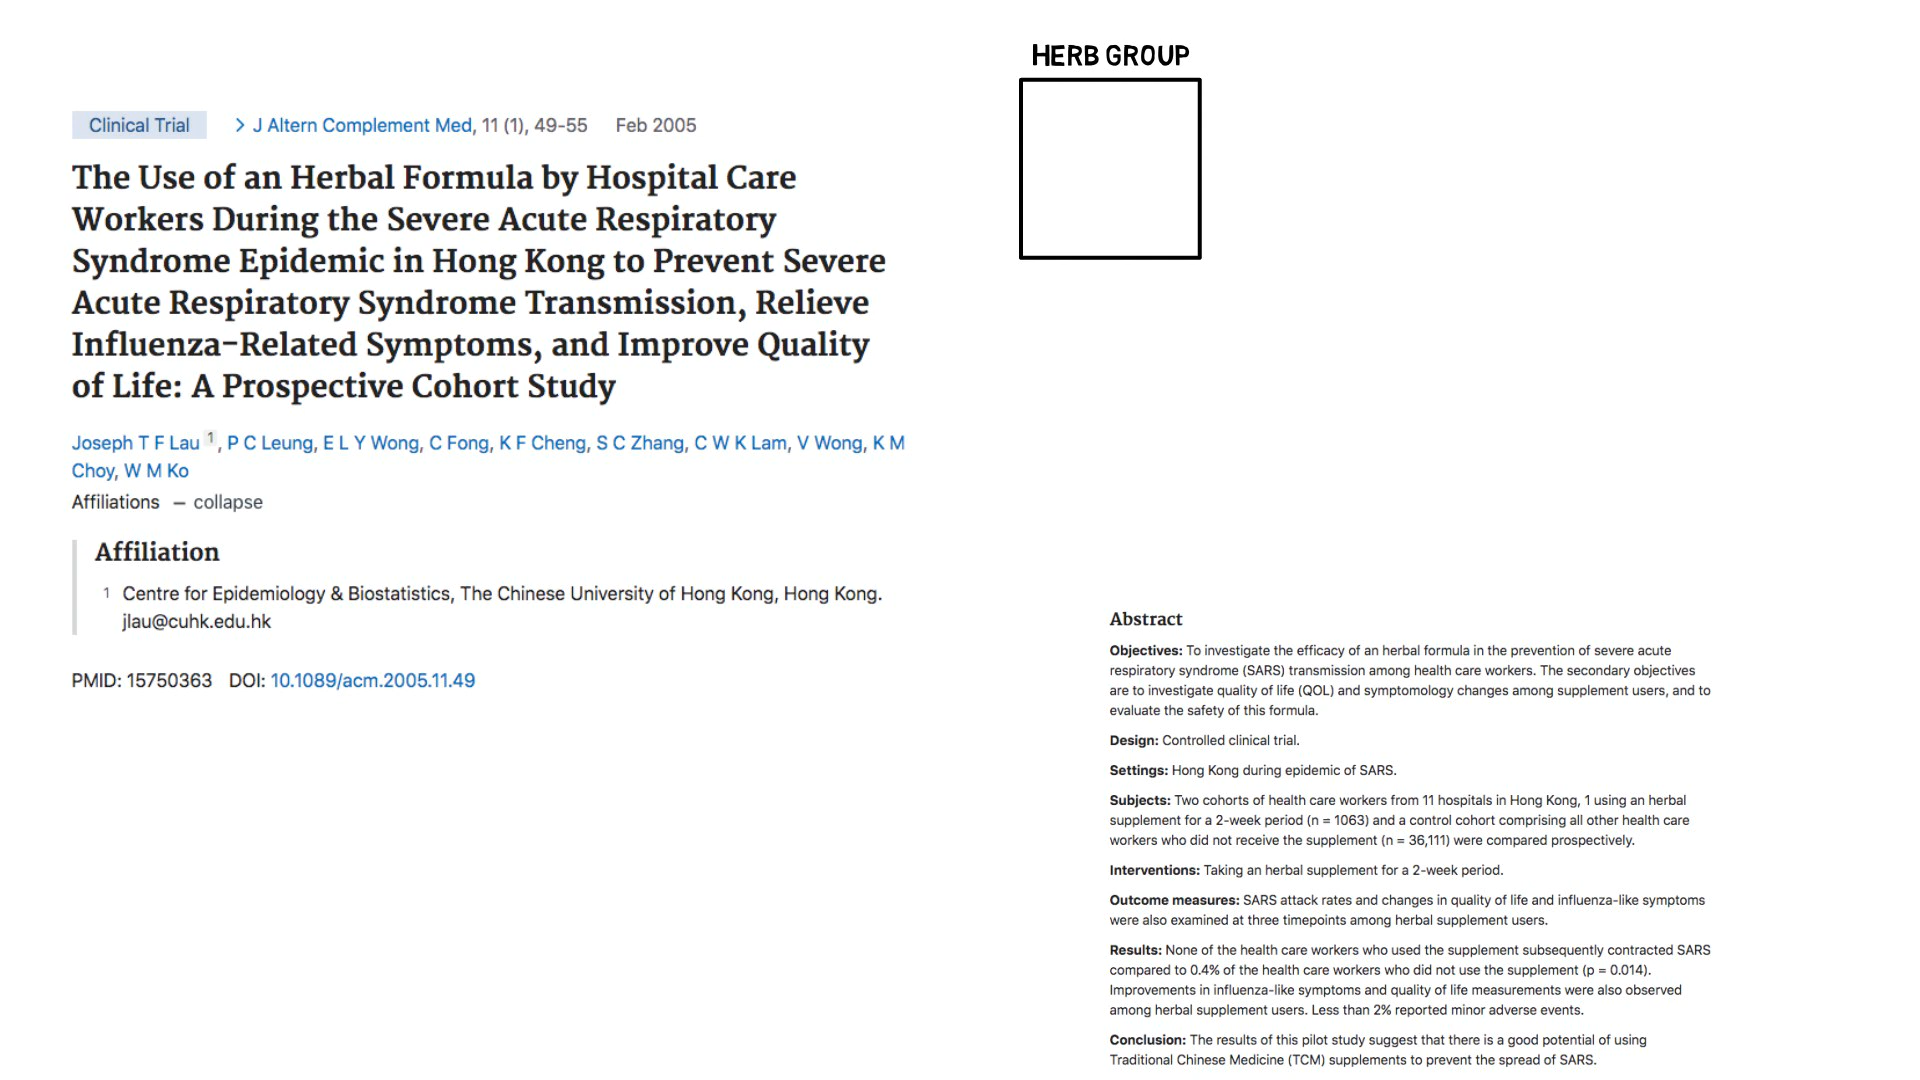 Clinical Trial > J Altern Complement Med, 11 (1), 49-55 Feb 2005
The Use of an Herbal Formula by Hospital Care
Workers During the Severe Acute Respiratory
Syndrome Epidemic in Hong Kong to Prevent Severe
Acute Respiratory Syndrome Transmission, Relieve
Influenza-Related Symptoms, and Improve Quality
of Life: A Prospective Cohort Study
Joseph T F Lau 1, P C Leung, E L Y Wong, C Fong, K F Cheng, S C Zhang, C W K Lam, V Wong, K M
Choy, W M Ko
Affiliations – collapse
Affiliation
1 Centre for Epidemiology & Biostatistics, The Chinese University of Hong Kong, Hong Kong.
jlau@cuhk.edu.hk
PMID: 15750363 DOI: 10.1089/acm.2005.11.49
HERB GROUP
Abstract
Objectives: To investigate the efficacy of an herbal formula in the prevention of severe acute
respiratory syndrome (SARS) transmission among health care workers. The secondary objectives
are to investigate quality of life (QOL) and symptomology changes among supplement users, and to
evaluate the safety of this formula.
Design: Controlled clinical trial.
Settings: Hong Kong during epidemic of SARS.
Subjects: Two cohorts of health care workers from 11 hospitals in Hong Kong, 1 using an herbal
supplement for a 2-week period (n = 1063) and a control cohort comprising all other health care
workers who did not receive the supplement (n = 36,111) were compared prospectively.
Interventions: Taking an herbal supplement for a 2-week period.
Outcome measures: SARS attack rates and changes in quality of life and influenza-like symptoms
were also examined at three timepoints among herbal supplement users.
Results: None of the health care workers who used the supplement subsequently contracted SARS
compared to 0.4% of the health care workers who did not use the supplement (p = 0.014).
Improvements in influenza-like symptoms and quality of life measurements were also observed
among herbal supplement users. Less than 2% reported minor adverse events.
Conclusion: The results of this pilot study suggest that there is a good potential of using
Traditional Chinese Medicine (TCM) supplements to prevent the spread of SARS.